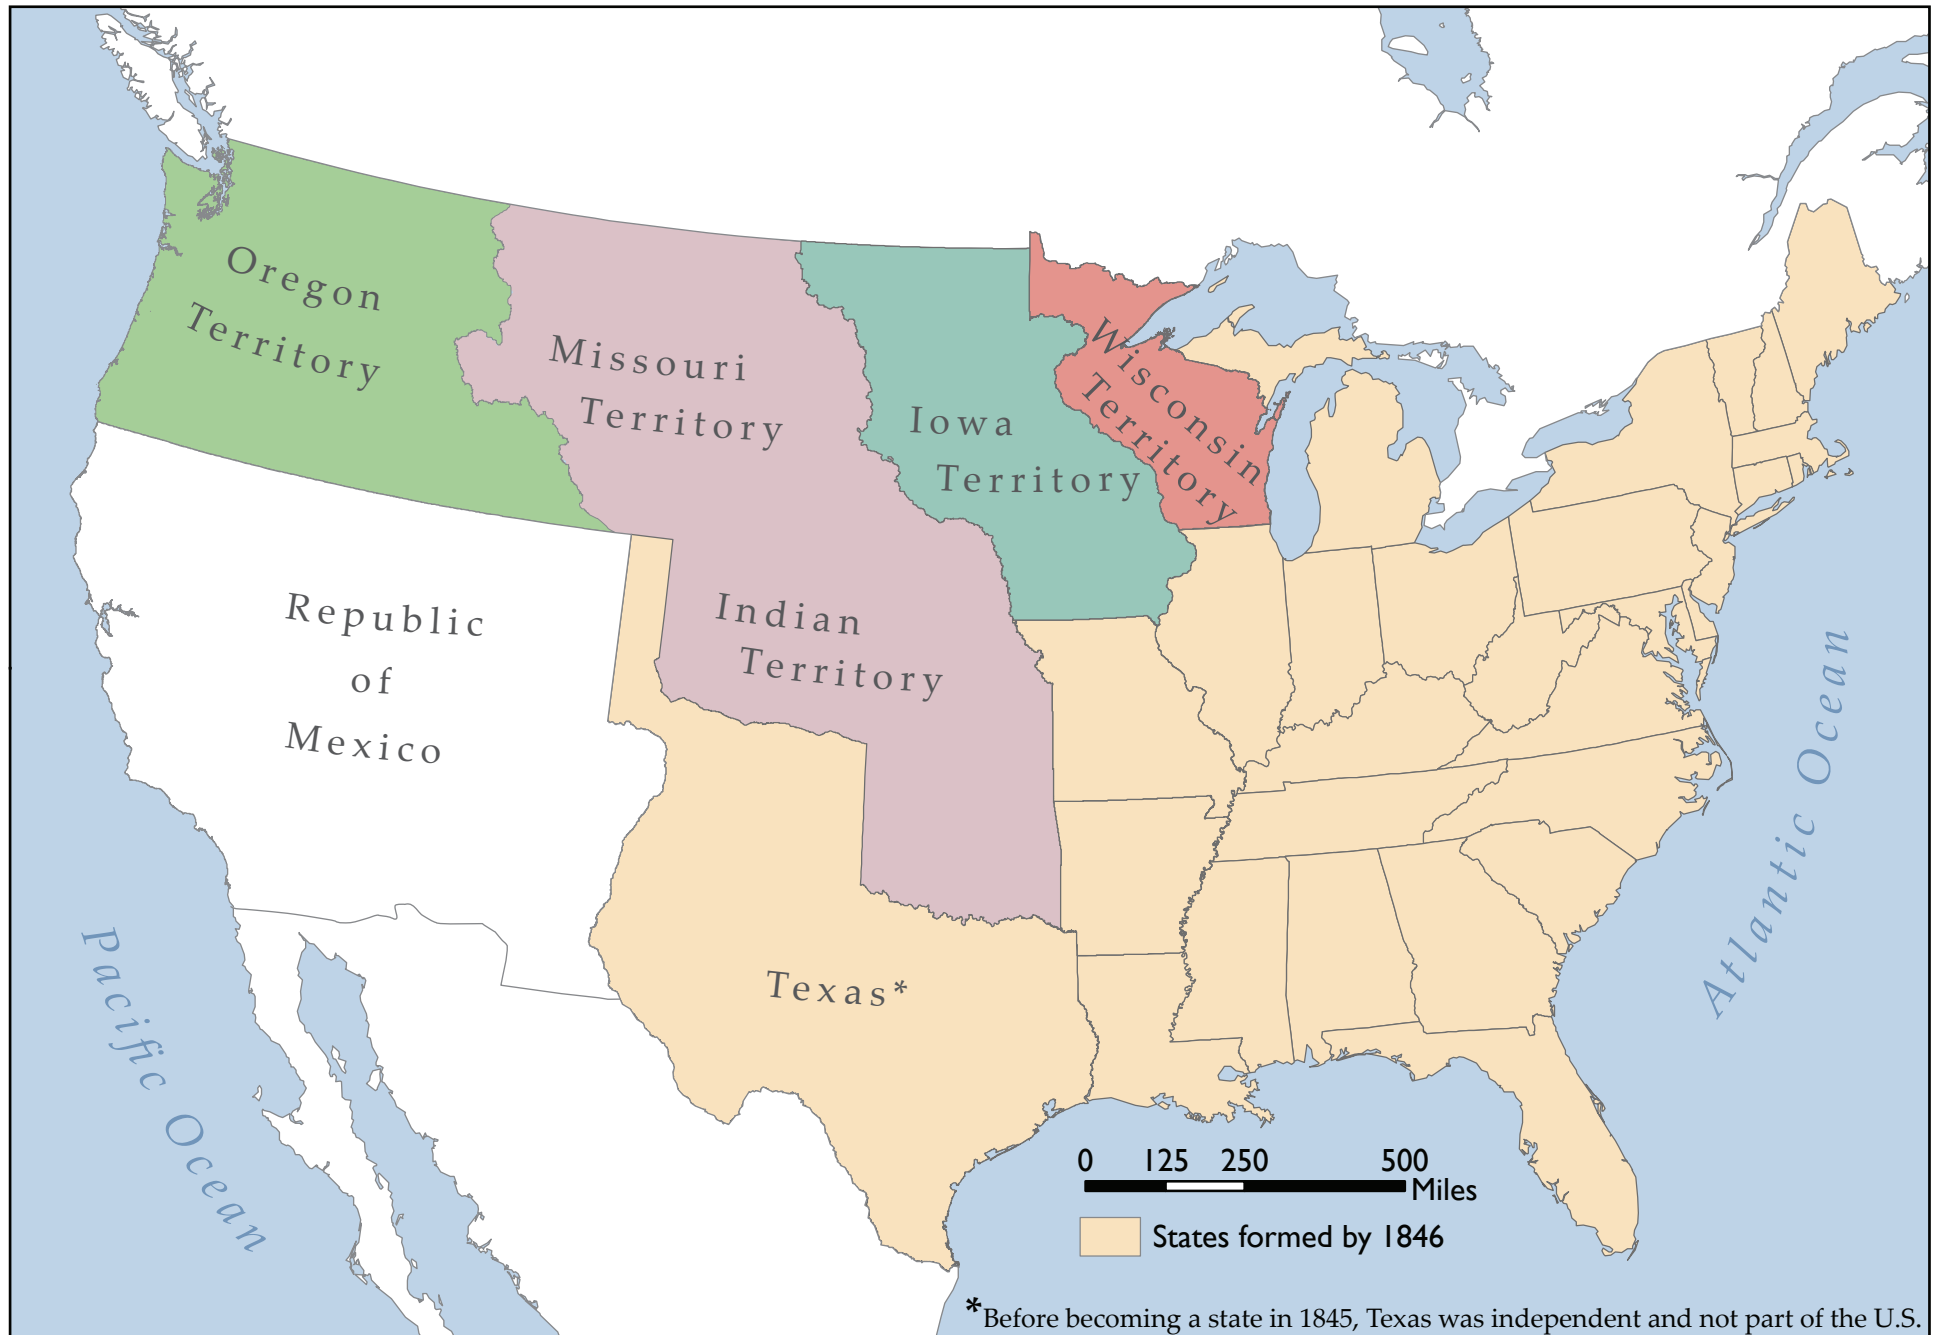 Oregon
Territory
Missouri
Territory
Iowa
Territory
Wisconsin
Territory
Republic
of
Mexico
Indian
Territory
Texas*
Pacific Ocean
Atlantic Ocean
0 125 250 500
Miles
States formed by 1846
*Before becoming a state in 1845, Texas was independent and not part of the U.S.